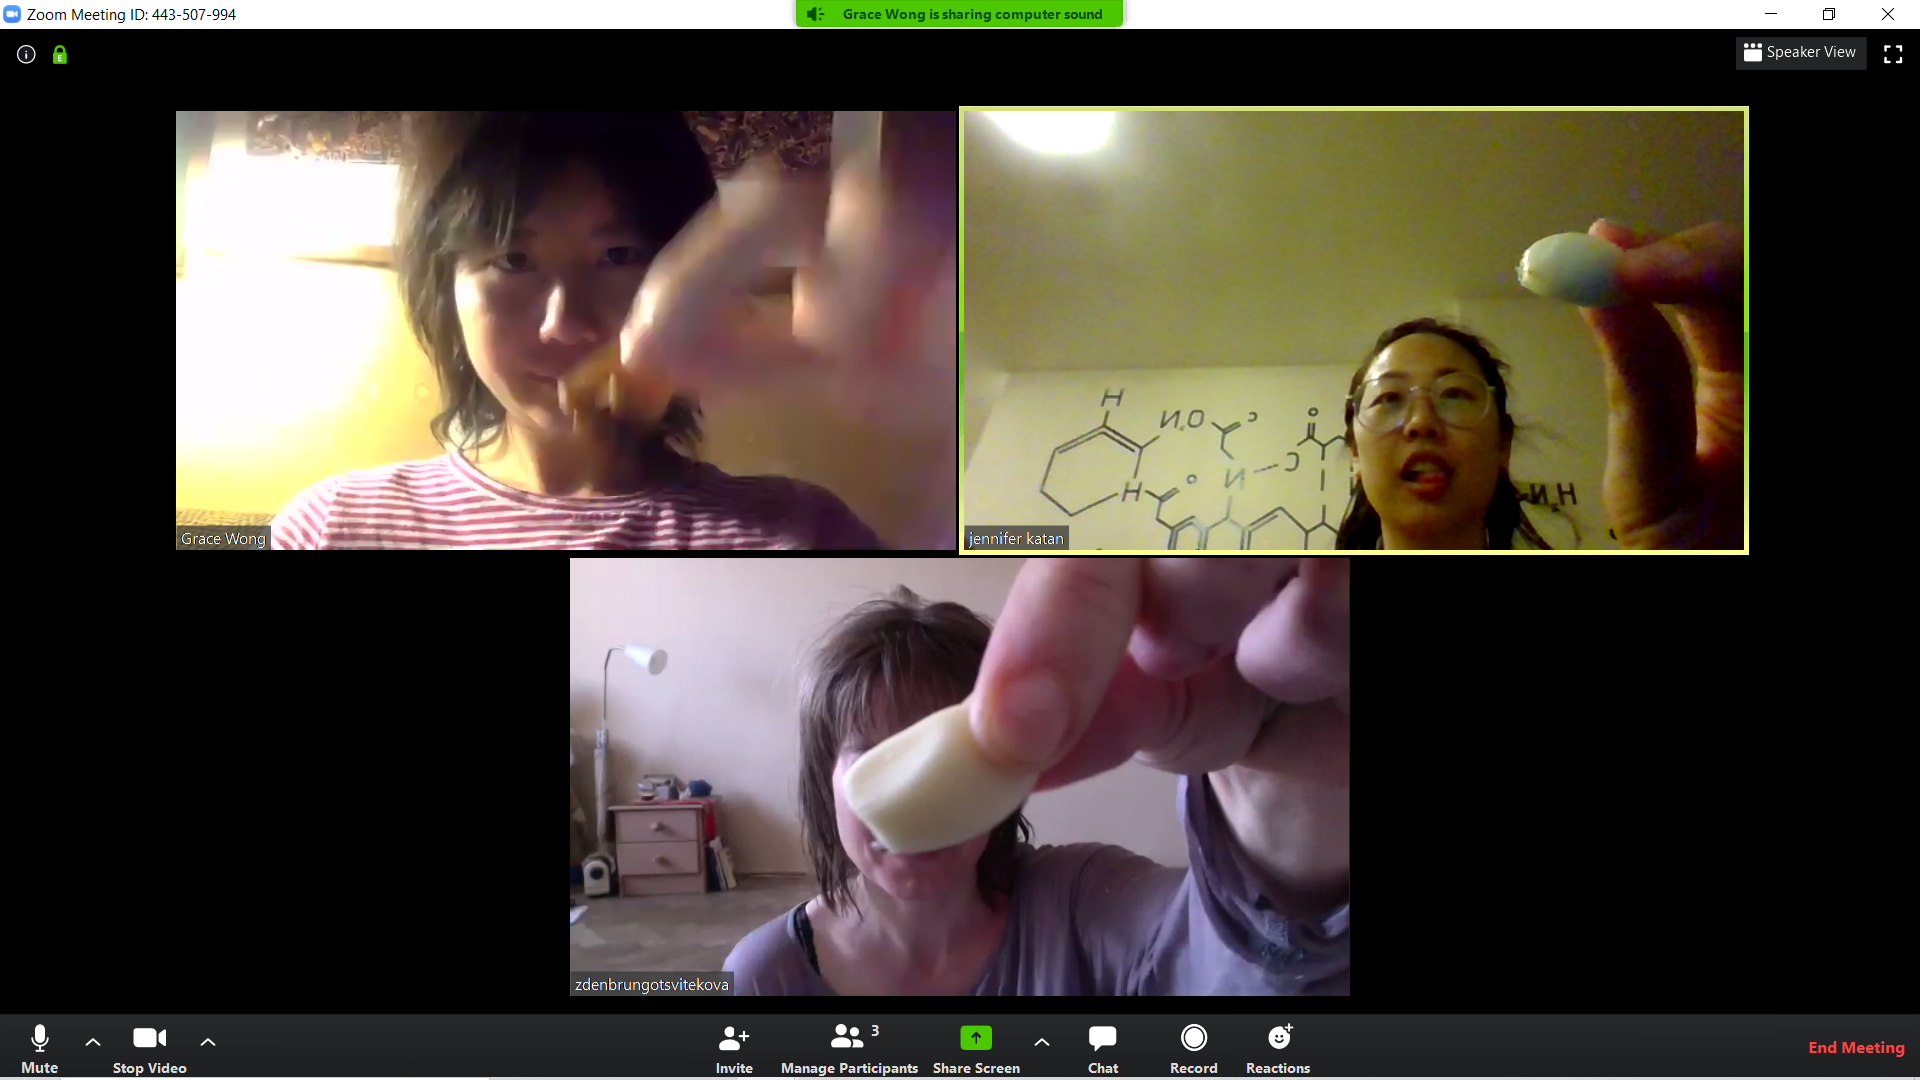 Zoom Meeting ID: 443-507-994
Grace Wong is sharing computer sound
Speaker View
Grace Wong
jennifer katan
zdenbrungotsvitekova
Mute
Stop Video
Invite
Manage Participants
3
Share Screen
Chat
Record
Reactions
End Meeting